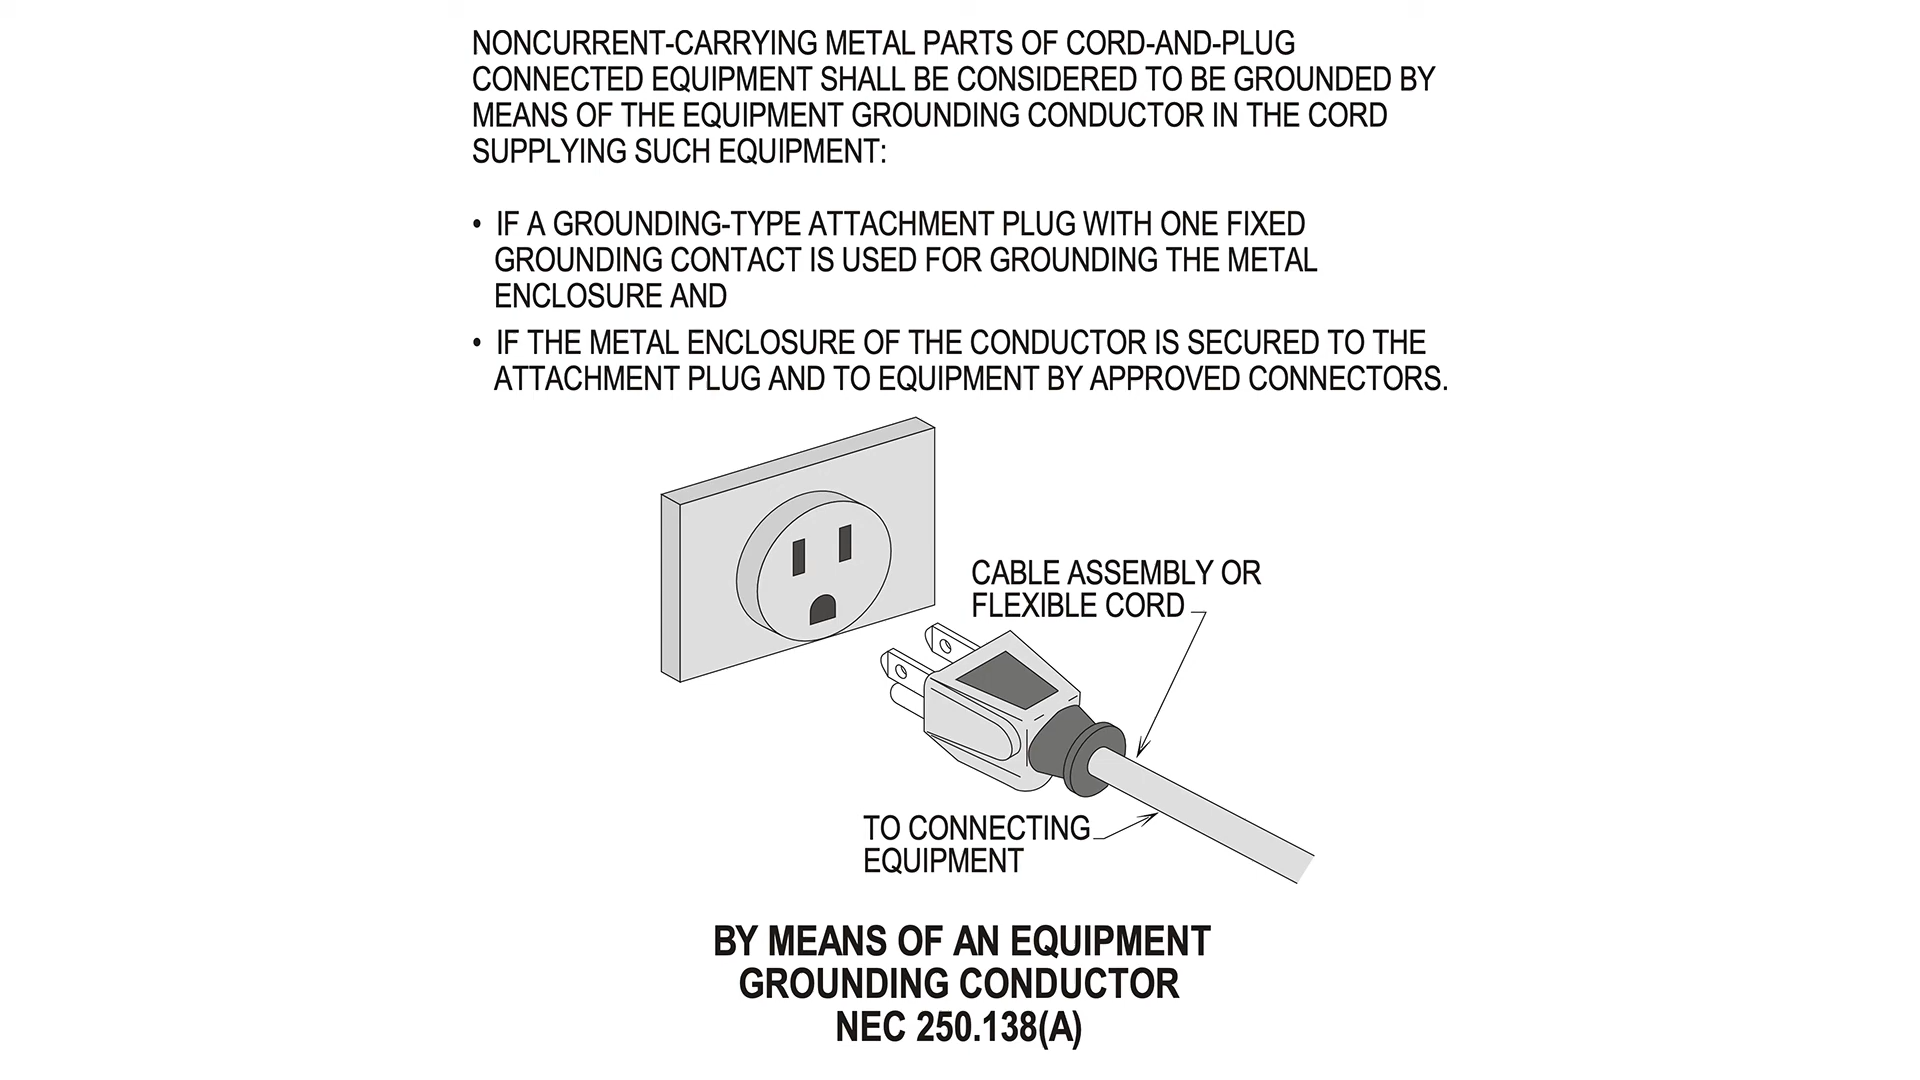 NONCURRENT-CARRYING METAL PARTS OF CORD-AND-PLUG
CONNECTED EQUIPMENT SHALL BE CONSIDERED TO BE GROUNDED BY
MEANS OF THE EQUIPMENT GROUNDING CONDUCTOR IN THE CORD
SUPPLYING SUCH EQUIPMENT:
• IF A GROUNDING-TYPE ATTACHMENT PLUG WITH ONE FIXED
GROUNDING CONTACT IS USED FOR GROUNDING THE METAL
ENCLOSURE AND
• IF THE METAL ENCLOSURE OF THE CONDUCTOR IS SECURED TO THE
ATTACHMENT PLUG AND TO EQUIPMENT BY APPROVED CONNECTORS.
CABLE ASSEMBLY OR
FLEXIBLE CORD
TO CONNECTING
EQUIPMENT
BY MEANS OF AN EQUIPMENT
GROUNDING CONDUCTOR
NEC 250.138(A)